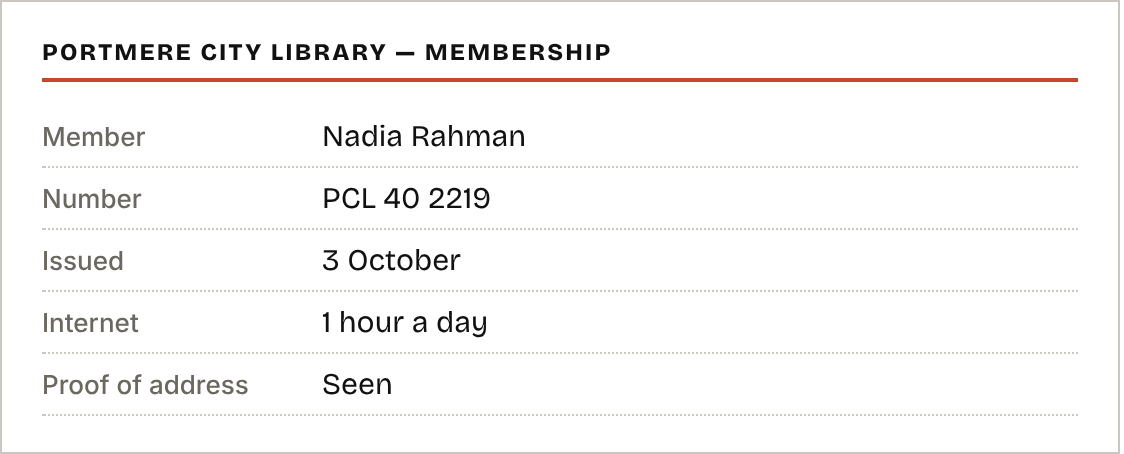 PORTMERE CITY LIBRARY — MEMBERSHIP
Member Nadia Rahman
Number PCL 40 2219
Issued 3 October
Internet 1 hour a day
Proof of address Seen